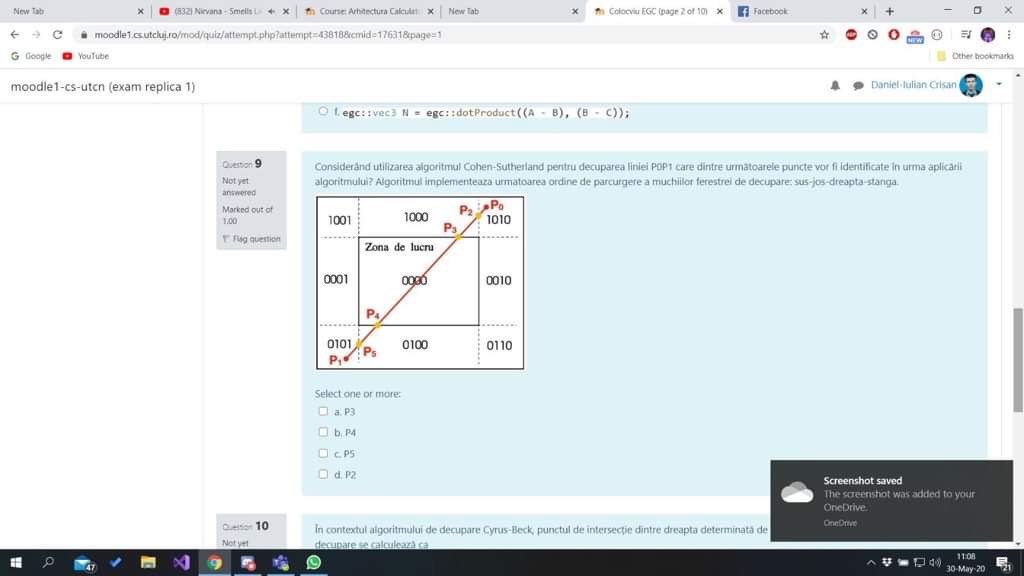 New Tab
(832) Nirvana - Smells Li
Course: Arhitectura Calculat
New Tab
Colocviu EGC (page 2 of 10)
Facebook
moodle1.cs.utcluj.ro/mod/quiz/attempt.php?attempt=43818&cmid=17631&page=1
Google
YouTube
Other bookmarks
moodle1-cs-utcn (exam replica 1)
Daniel-Iulian Crisan
f. egc::vec3 N = egc::dotProduct((A - B), (B - C));
Question 9
Not yet
answered
Marked out of
1.00
Flag question
Considerând utilizarea algoritmul Cohen-Sutherland pentru decuparea liniei P0P1 care dintre următoarele puncte vor fi identificate în urma aplicării
algoritmului? Algoritmul implementeaza urmatoarea ordine de parcurgere a muchiilor ferestrei de decupare: sus-jos-dreapta-stanga.
1001
1000
P2
P0
1010
P3
Zona de lucru
0001
0000
0010
P4
0101
P5
0100
0110
P1
Select one or more:
a. P3
b. P4
c. P5
d. P2
Screenshot saved
The screenshot was added to your
OneDrive.
OneDrive
Question 10
Not yet
În contextul algoritmului de decupare Cyrus-Beck, punctul de intersecție dintre dreapta determinată de
decupare se calculează ca
47
11:08
30-May-20
21